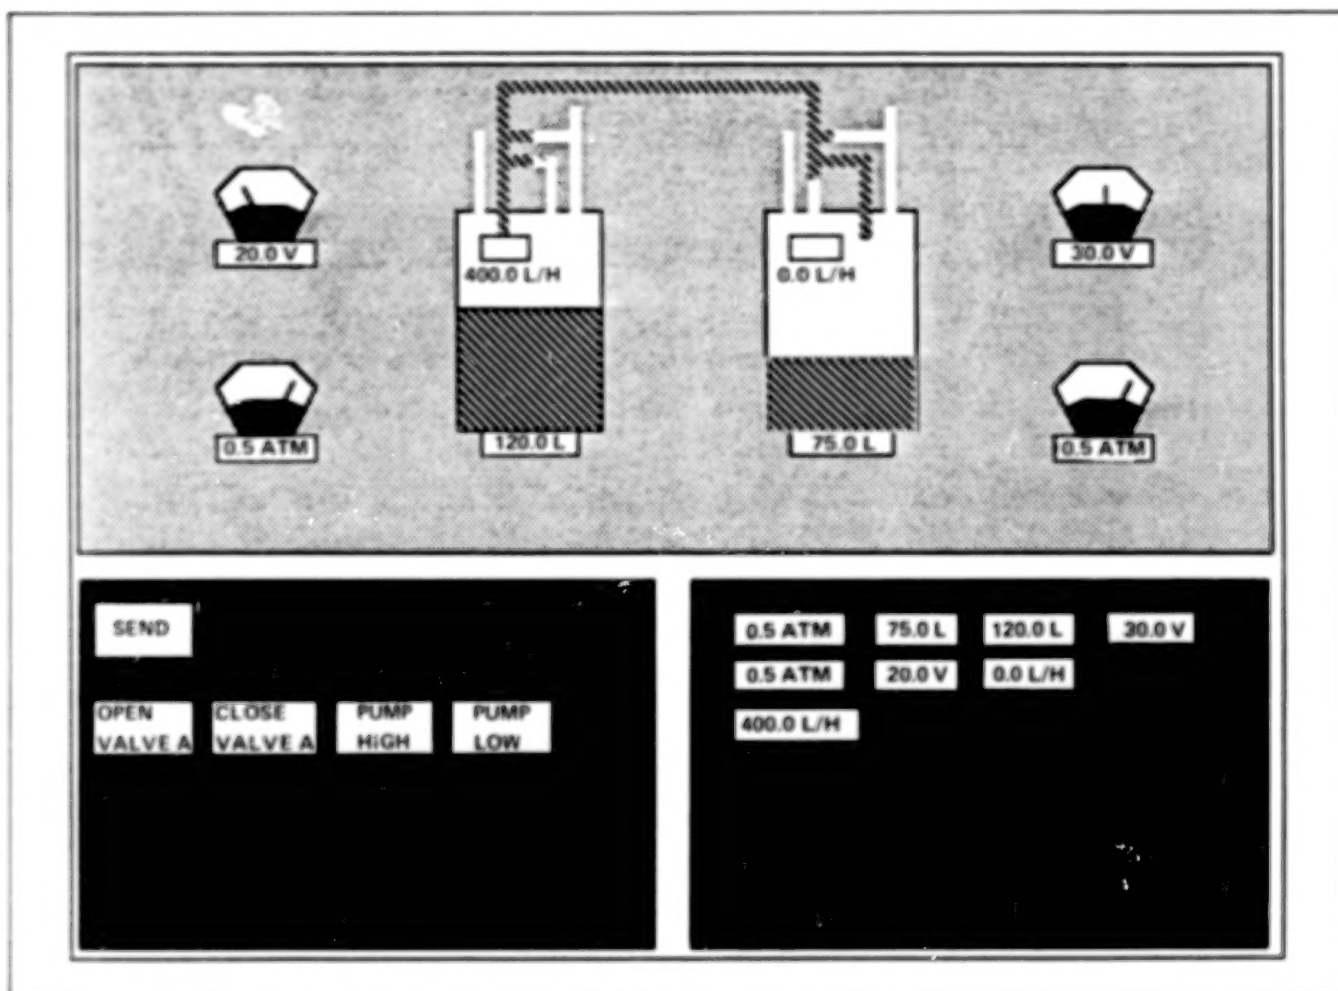 20.0 V
400.0 L/H
0.0 L/H
30.0 V
0.5 ATM
120.0 L
75.0 L
0.5 ATM
SEND
OPEN
VALVE A
CLOSE
VALVE A
PUMP
HiGH
PUMP
LOW
0.5 ATM 75.0 L 120.0 L 30.0 V
0.5 ATM 20.0 V 0.0 L/H
400.0 L/H